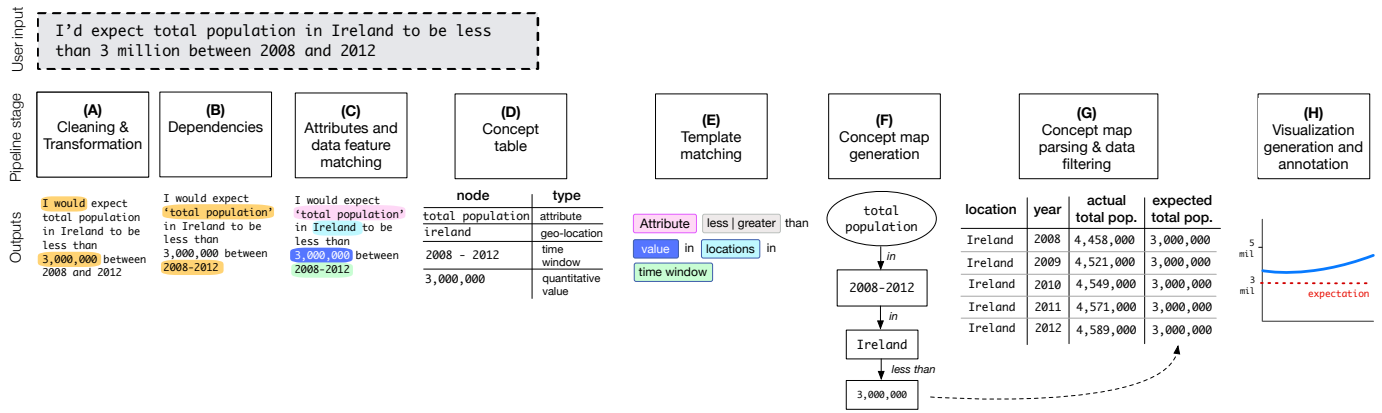 User input
I'd expect total population in Ireland to be less
than 3 million between 2008 and 2012
Pipeline stage
(A)
Cleaning &
Transformation
(B)
Dependencies
(C)
Attributes and
data feature
matching
(D)
Concept
table
(E)
Template
matching
(F)
Concept map
generation
(G)
Concept map
parsing & data
filtering
(H)
Visualization
generation and
annotation
Outputs
I would expect
total population
in Ireland to be
less than
3,000,000 between
2008 and 2012
I would expect
‘total population’
in Ireland to be
less than
3,000,000 between
2008-2012
I would expect
‘total population’
in Ireland to be
less than
3,000,000 between
2008-2012
node type
total population attribute
ireland geo-location
2008 - 2012 time
window
3,000,000 quantitative
value
Attribute less | greater than
value in locations in
time window
total
population
in
2008-2012
in
Ireland
less than
3,000,000
location year actual
total pop. expected
total pop.
Ireland 2008 4,458,000 3,000,000
Ireland 2009 4,521,000 3,000,000
Ireland 2010 4,549,000 3,000,000
Ireland 2011 4,571,000 3,000,000
Ireland 2012 4,589,000 3,000,000
5
mil
3
mil
expectation